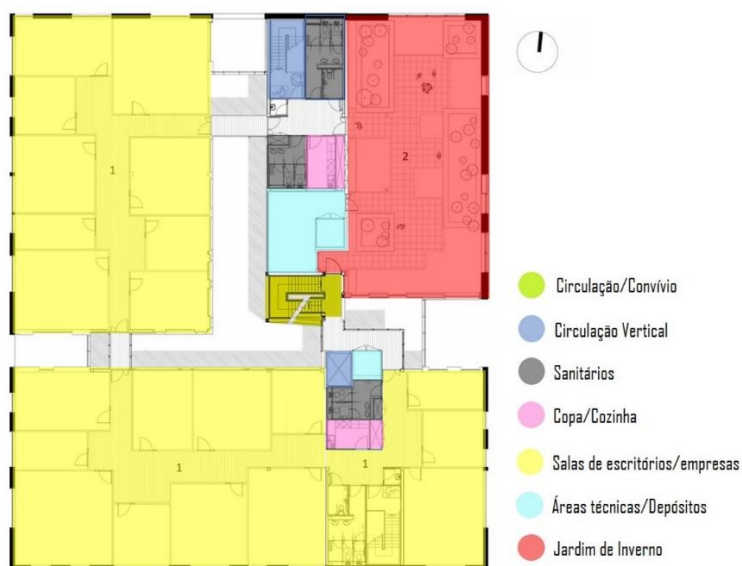 1
2
1
1
Circulação/Convívio
Circulação Vertical
Sanitários
Copa/Cozinha
Salas de escritórios/empresas
Áreas técnicas/Depósitos
Jardim de Inverno